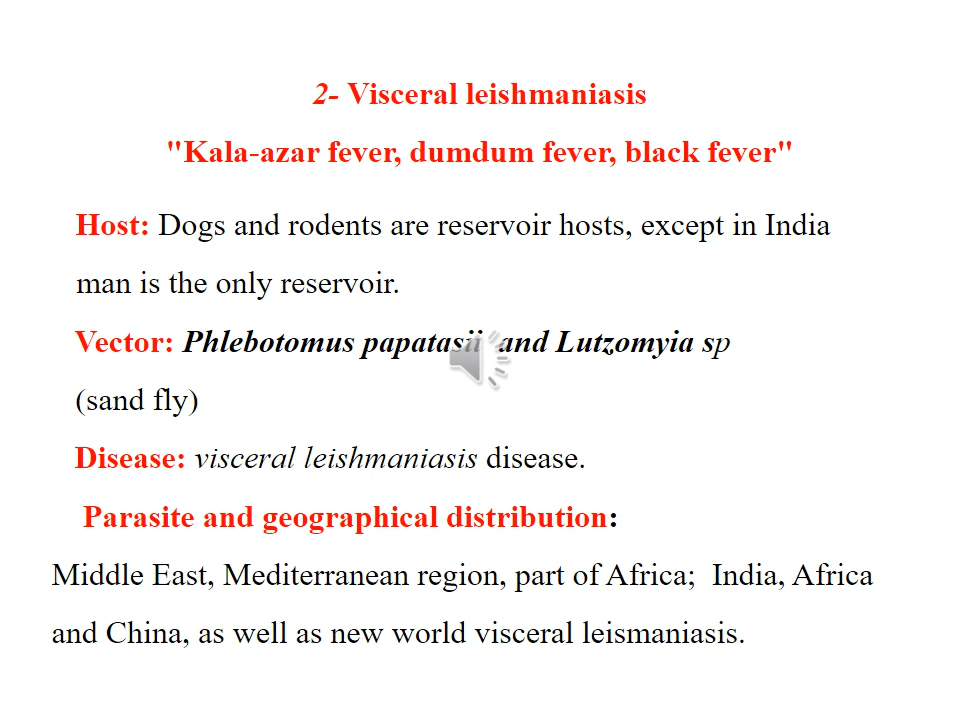 2- Visceral leishmaniasis
"Kala-azar fever, dumdum fever, black fever"
Host: Dogs and rodents are reservoir hosts, except in India
man is the only reservoir.
Vector: Phlebotomus papatasii and Lutzomyia sp
(sand fly)
Disease: visceral leishmaniasis disease.
Parasite and geographical distribution:
Middle East, Mediterranean region, part of Africa; India, Africa
and China, as well as new world visceral leismaniasis.